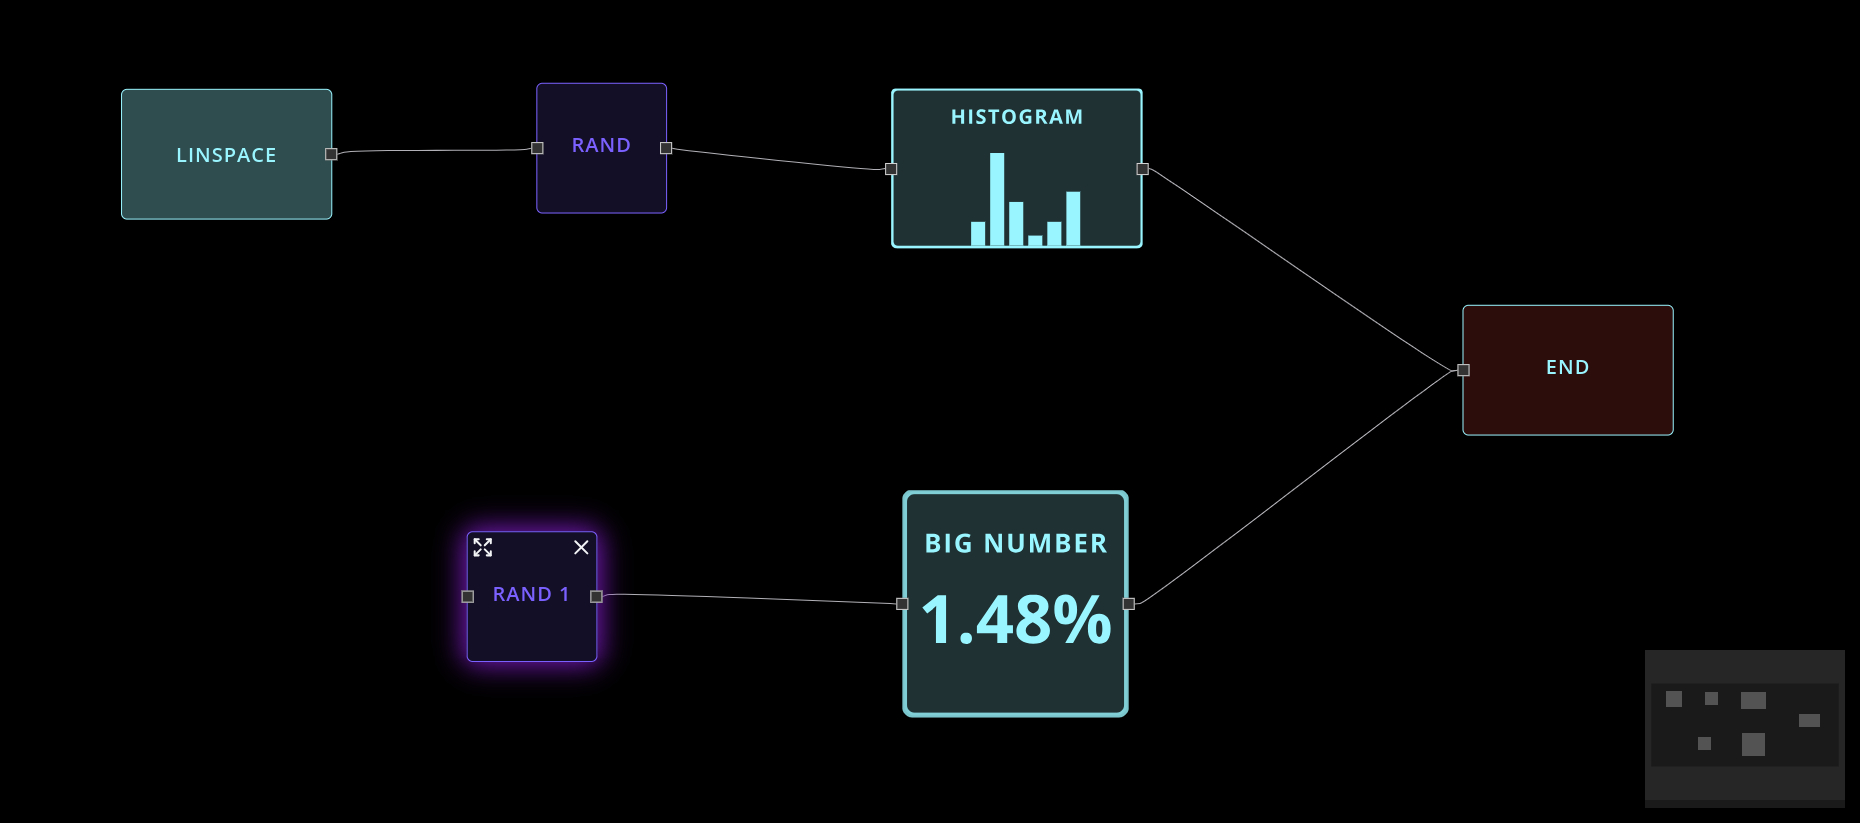 LINSPACE
RAND
HISTOGRAM
END
RAND 1
BIG NUMBER
1.48%